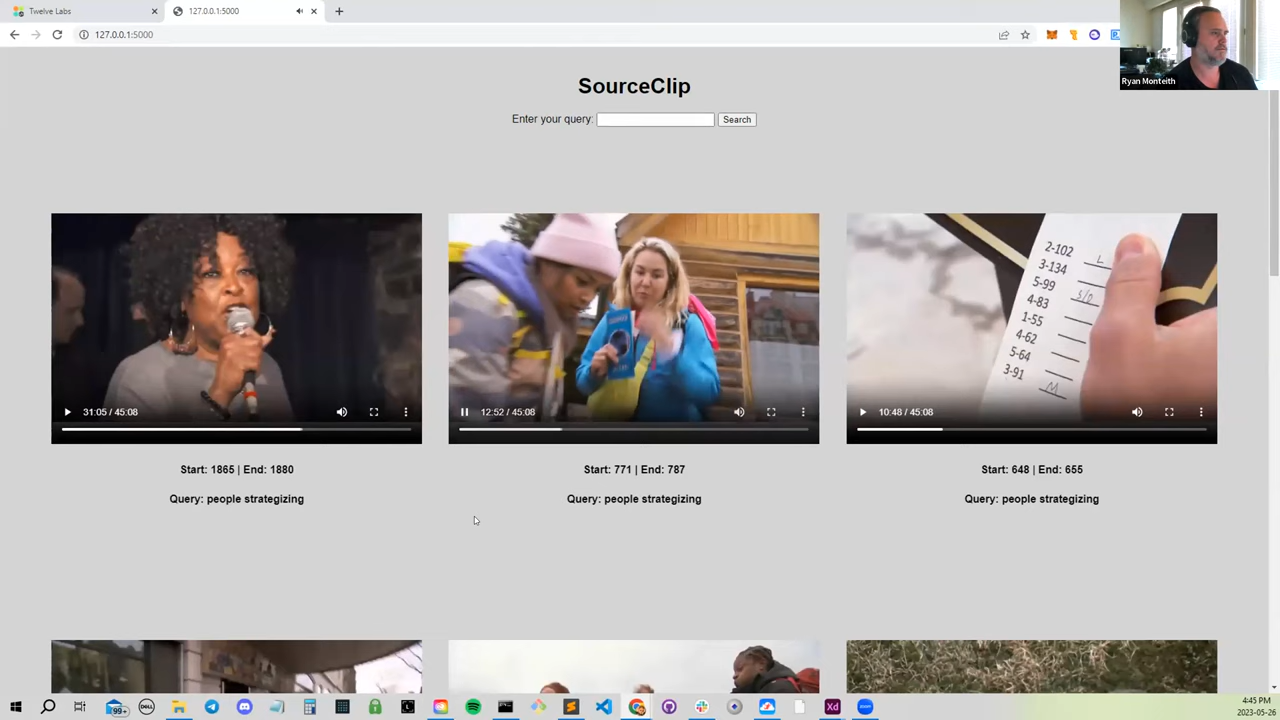 Twelve Labs
127.0.0.1:5000
127.0.0.1:5000
Ryan Monteith
SourceClip
Enter your query:
Search
2-102
3-134
5-99
4-83
1-55
4-62
5-64
3-91
L
S/D
M
31:05 / 45:08
12:52 / 45:08
10:48 / 45:08
Start: 1865 | End: 1880
Start: 771 | End: 787
Start: 648 | End: 655
Query: people strategizing
Query: people strategizing
Query: people strategizing
99+
DELL
Xd
zoom
4:45 PM
2023-05-26